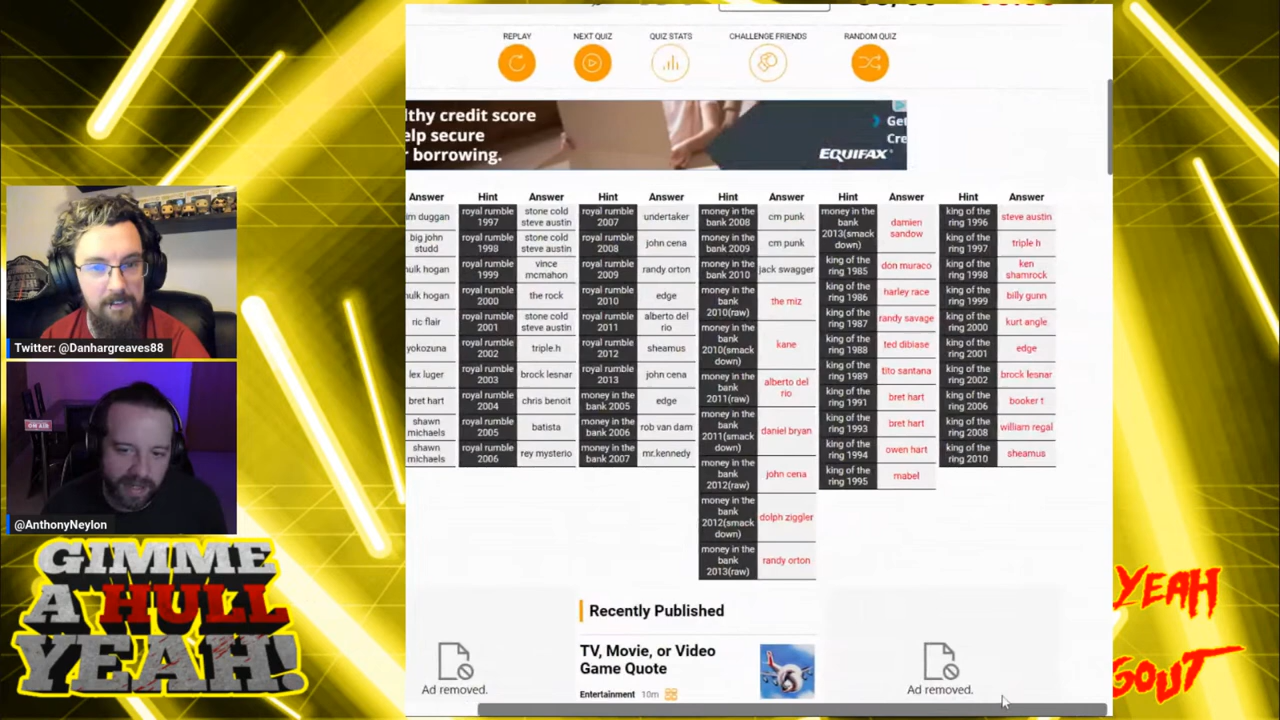 REPLAY
NEXT QUIZ
QUIZ STATS
CHALLENGE FRIENDS
RANDOM QUIZ
lthy credit score
elp secure
borrowing.
Get
EQUIFAX
Answer
im duggan
big john
studd
hulk hogan
hulk hogan
ric flair
yokozuna
lex luger
bret hart
shawn
michaels
shawn
michaels
Hint Answer
royal rumble 1997 stone cold steve austin
royal rumble 1998 stone cold steve austin
royal rumble 1999 vince mcmahon
royal rumble 2000 the rock
royal rumble 2001 stone cold steve austin
royal rumble 2002 triple.h
royal rumble 2003 brock lesnar
royal rumble 2004 chris benoit
royal rumble 2005 batista
royal rumble 2006 rey mysterio
Hint Answer
royal rumble 2007 undertaker
royal rumble 2008 john cena
royal rumble 2009 randy orton
royal rumble 2010 edge
royal rumble 2011 alberto del rio
royal rumble 2012 sheamus
royal rumble 2013 john cena
money in the bank 2005 edge
money in the bank 2006 rob van dam
money in the bank 2007 mr.kennedy
Hint Answer
money in the bank 2008 cm punk
money in the bank 2009 cm punk
money in the bank 2010 jack swagger
money in the bank 2010(raw) the miz
money in the bank 2010(smack down) kane
money in the bank 2011(raw) alberto del rio
money in the bank 2011(smack down) daniel bryan
money in the bank 2012(raw) john cena
money in the bank 2012(smack down) dolph ziggler
money in the bank 2013(raw) randy orton
Hint Answer
money in the bank 2013(smack down) damien sandow
king of the ring 1985 don muraco
king of the ring 1986 harley race
king of the ring 1987 randy savage
king of the ring 1988 ted dibiase
king of the ring 1989 tito santana
king of the ring 1991 bret hart
king of the ring 1993 bret hart
king of the ring 1994 owen hart
king of the ring 1995 mabel
Hint Answer
king of the ring 1996 steve austin
king of the ring 1997 triple h
king of the ring 1998 ken shamrock
king of the ring 1999 billy gunn
king of the ring 2000 kurt angle
king of the ring 2001 edge
king of the ring 2002 brock lesnar
king of the ring 2006 booker t
king of the ring 2008 william regal
king of the ring 2010 sheamus
Twitter: @Danhargreaves88
ON AIR
@AnthonyNeylon
GIMME
A HULL
YEAH!
Recently Published
TV, Movie, or Video
Game Quote
Entertainment 10m
Ad removed.
Ad removed.
YEAH
GOUT